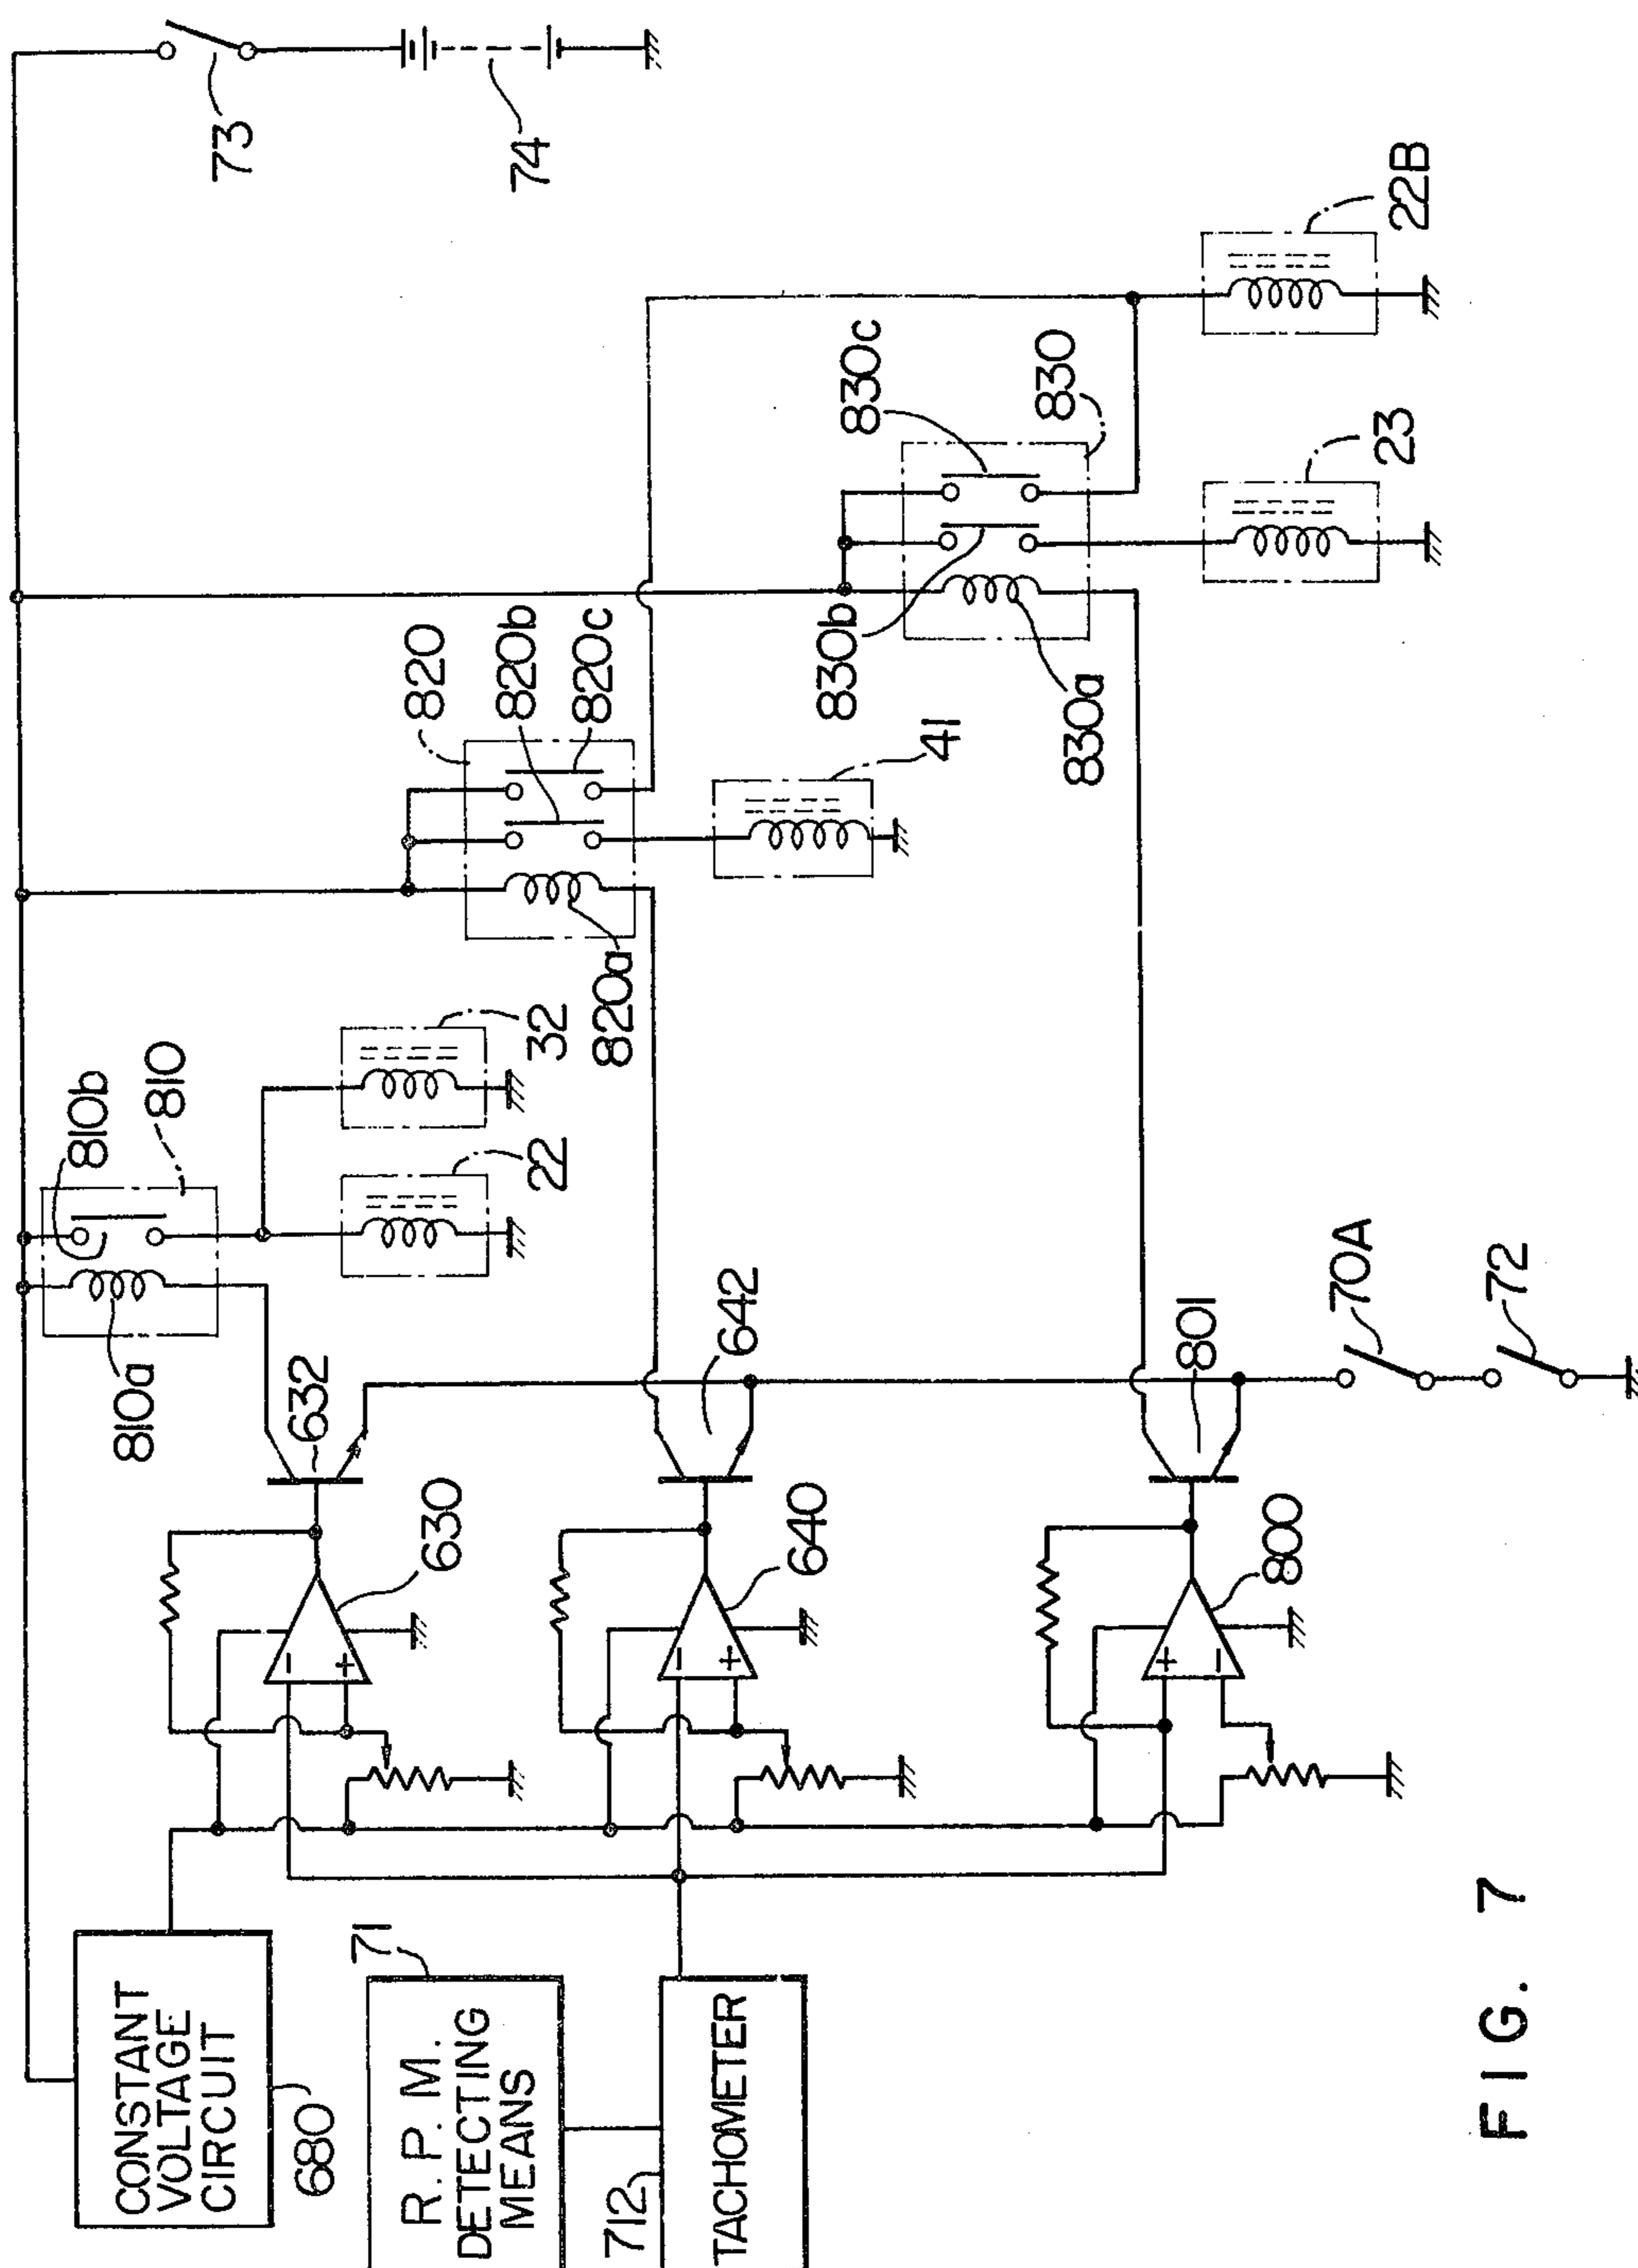 CONSTANT
VOLTAGE
CIRCUIT
680
R. P. M.
DETECTING
MEANS
71
712
TACHOMETER
810a
810b
810
632
630
22
32
642
640
820a
820
820b
820c
41
801
800
70A
72
830a
830b
830c
830
23
22B
73
74
- +
- +
+ -
FIG. 7